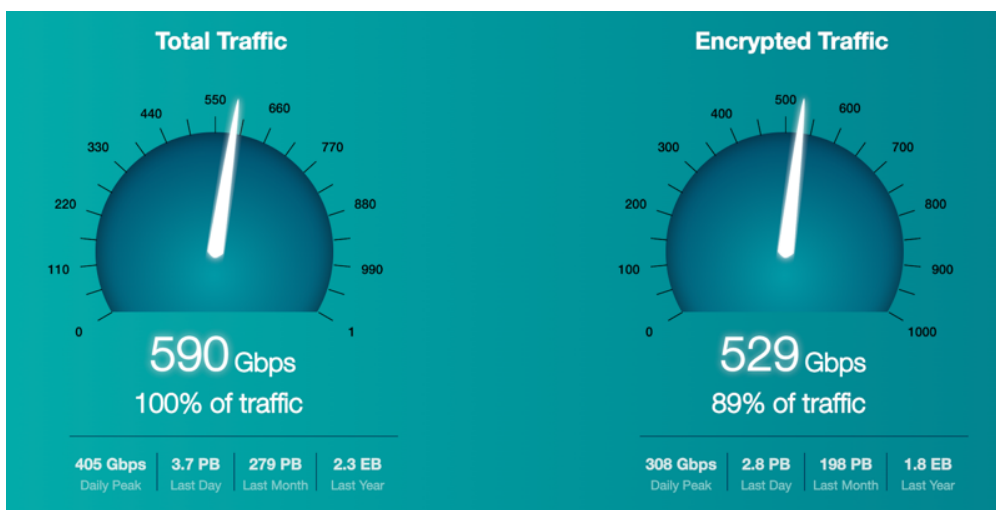 Total Traffic
0
110
220
330
440
550
660
770
880
990
1
590 Gbps
100% of traffic
405 Gbps
Daily Peak
3.7 PB
Last Day
279 PB
Last Month
2.3 EB
Last Year
Encrypted Traffic
0
100
200
300
400
500
600
700
800
900
1000
529 Gbps
89% of traffic
308 Gbps
Daily Peak
2.8 PB
Last Day
198 PB
Last Month
1.8 EB
Last Year